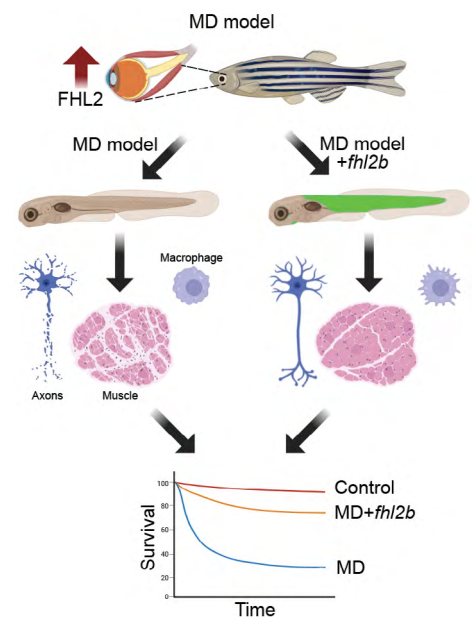 MD model
FHL2
MD model
MD model
+fhl2b
Macrophage
Axons
Muscle
Survival
100
80
60
40
20
0
Control
MD+fhl2b
MD
Time